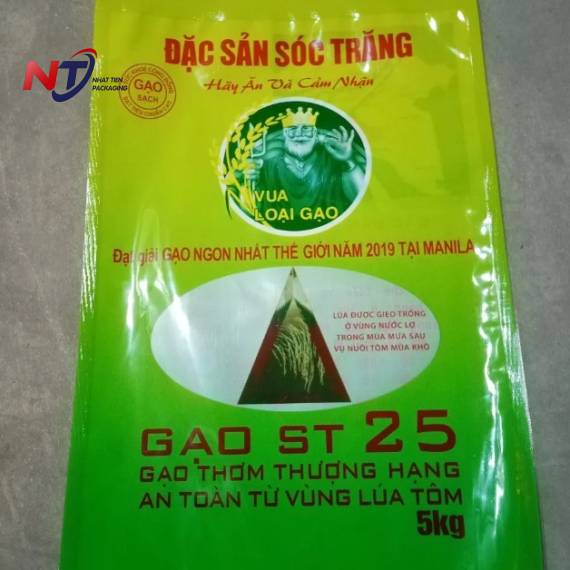 ĐẶC SẢN SÓC TRĂNG
Hãy Ăn Và Cảm Nhận
NT
NHAT TIEN
PACKAGING
GẠO
SẠCH
VUA
LOẠI GẠO
Đạt giải GẠO NGON NHẤT THẾ GIỚI NĂM 2019 TẠI MANILA
LÚA ĐƯỢC GIEO TRỒNG
Ở VÙNG NƯỚC LỢ
TRONG MÙA MƯA SAU
VỤ NUÔI TÔM MÙA KHÔ
GẠO ST 25
GẠO THƠM THƯỢNG HẠNG
AN TOÀN TỪ VÙNG LÚA TÔM
5kg